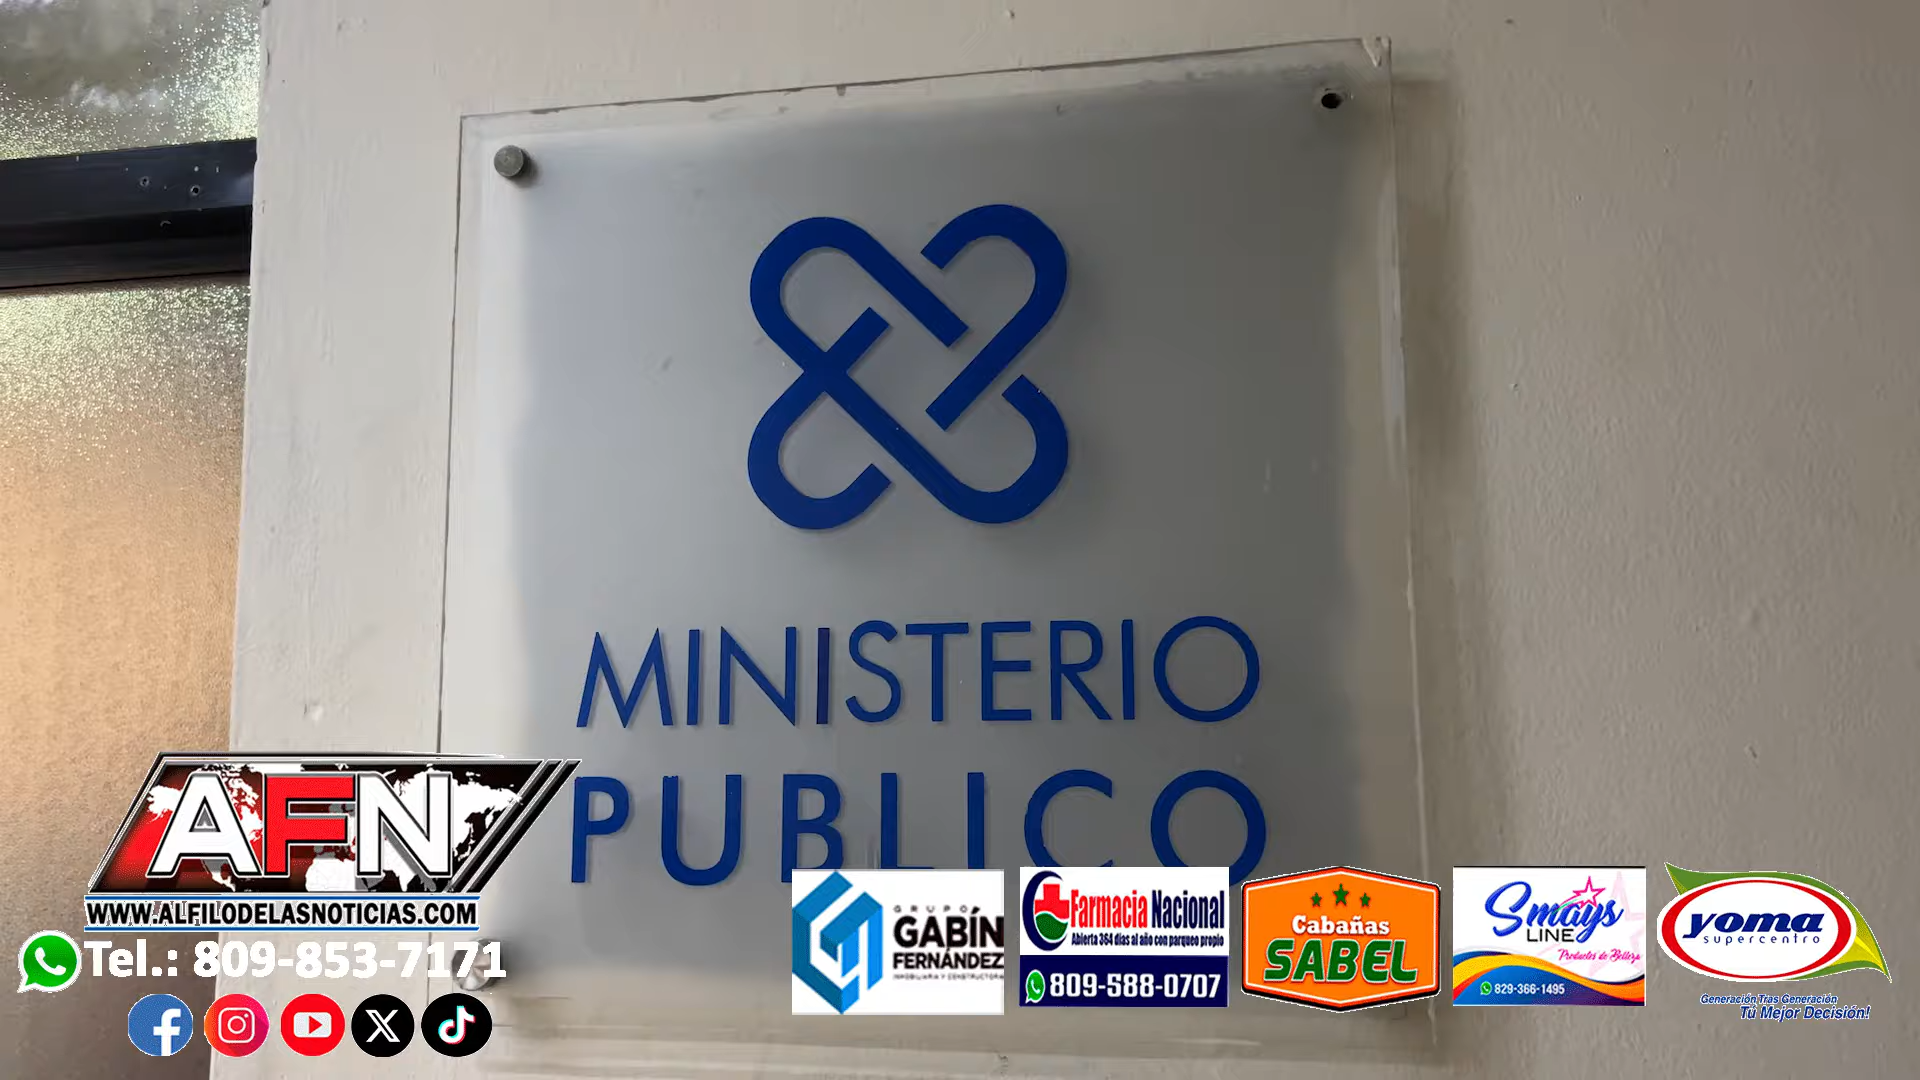 MINISTERIO
PUBLICO
AFN
WWW.ALFILODELASNOTICIAS.COM
Tel.: 809-853-7171
GRUPO
GABÍN
FERNÁNDEZ
INMOBILIARIA Y CONSTRUCTORA
Farmacia Nacional
Abierta 364 días al año con parqueo propio
809-588-0707
Cabañas
SABEL
Smays
LINE
Productos de Belleza
829-366-1495
yoma
supercentro
Generación Tras Generación
Tú Mejor Decisión!